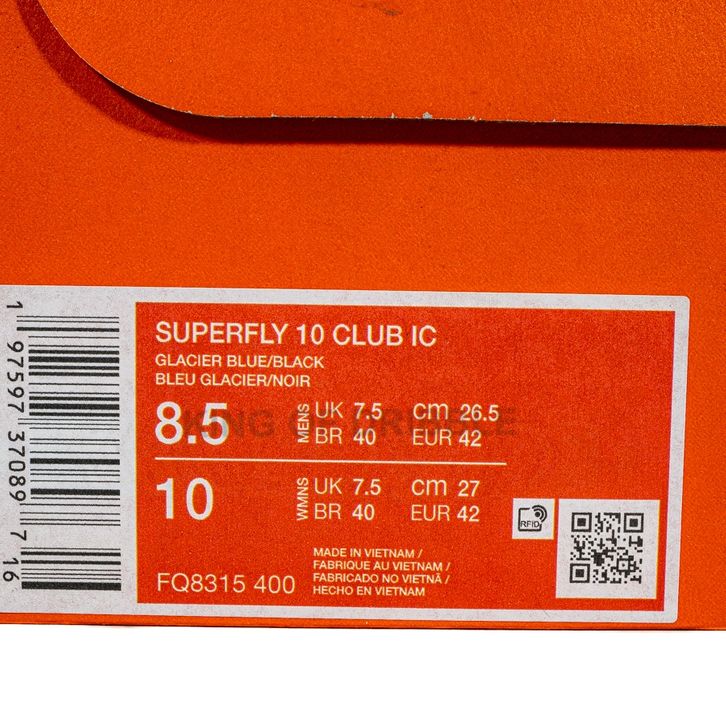 SUPERFLY 10 CLUB IC
GLACIER BLUE/BLACK
BLEU GLACIER/NOIR
8.5 MENS UK 7.5 cm 26.5
BR 40 EUR 42
10 WMNS UK 7.5 cm 27
BR 40 EUR 42
RFID
FQ8315 400
MADE IN VIETNAM /
FABRIQUE AU VIETNAM /
FABRICADO NO VIETNÃ /
HECHO EN VIETNAM
1 97597 37089 7 16